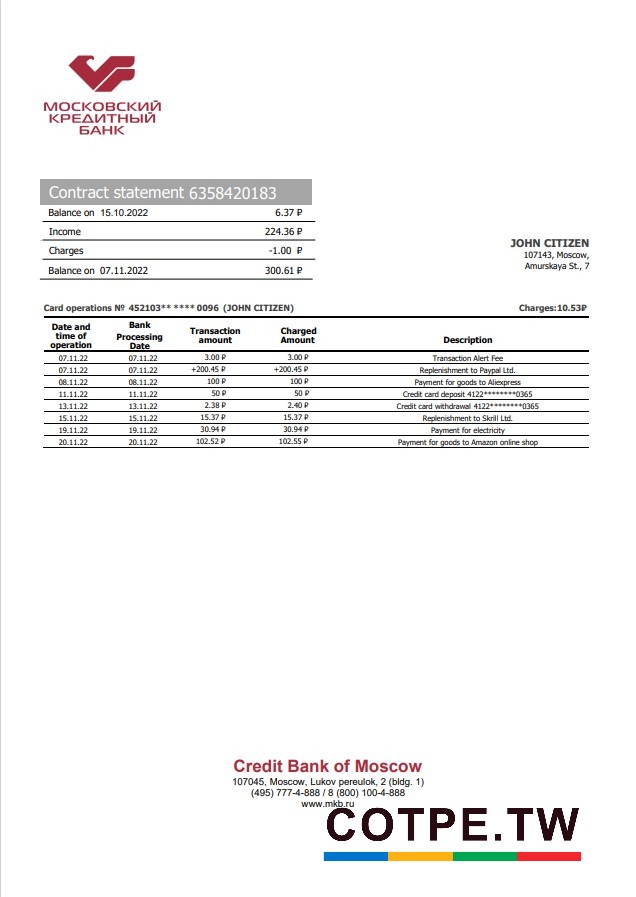 МОСКОВСКИЙ
КРЕДИТНЫЙ
БАНК
Contract statement 6358420183
Balance on 15.10.2022 6.37 ₽
Income 224.36 ₽
Charges -1.00 ₽
Balance on 07.11.2022 300.61 ₽
JOHN CITIZEN
107143, Moscow,
Amurskaya St., 7
Card operations № 452103** **** 0096 (JOHN CITIZEN) Charges:10.53₽
Date and time of operation Bank Processing Date Transaction amount Charged Amount Description
07.11.22 07.11.22 3.00 ₽ 3.00 ₽ Transaction Alert Fee
07.11.22 07.11.22 +200.45 ₽ +200.45 ₽ Replenishment to Paypal Ltd.
08.11.22 08.11.22 100 ₽ 100 ₽ Payment for goods to Aliexpress
11.11.22 11.11.22 50 ₽ 50 ₽ Credit card deposit 4122********0365
13.11.22 13.11.22 2.38 ₽ 2.40 ₽ Credit card withdrawal 4122********0365
15.11.22 15.11.22 15.37 ₽ 15.37 ₽ Replenishment to Skrill Ltd.
19.11.22 19.11.22 30.94 ₽ 30.94 ₽ Payment for electricity
20.11.22 20.11.22 102.52 ₽ 102.55 ₽ Payment for goods to Amazon online shop
Credit Bank of Moscow
107045, Moscow, Lukov pereulok, 2 (bldg. 1)
(495) 777-4-888 / 8 (800) 100-4-888
www.mkb.ru
COTPE.TW